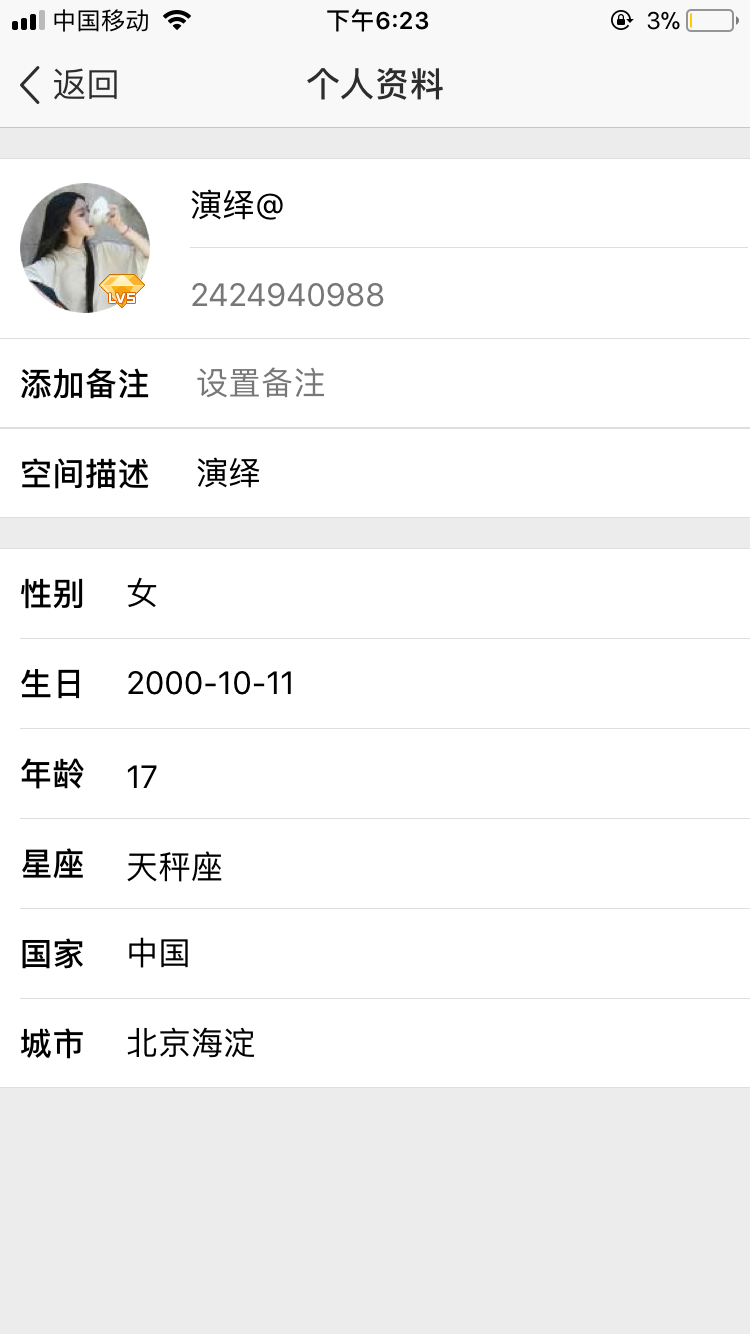 中国移动 下午6:23 3%
返回 个人资料
演绎@
LV5
2424940988
添加备注 设置备注
空间描述 演绎
性别 女
生日 2000-10-11
年龄 17
星座 天秤座
国家 中国
城市 北京海淀